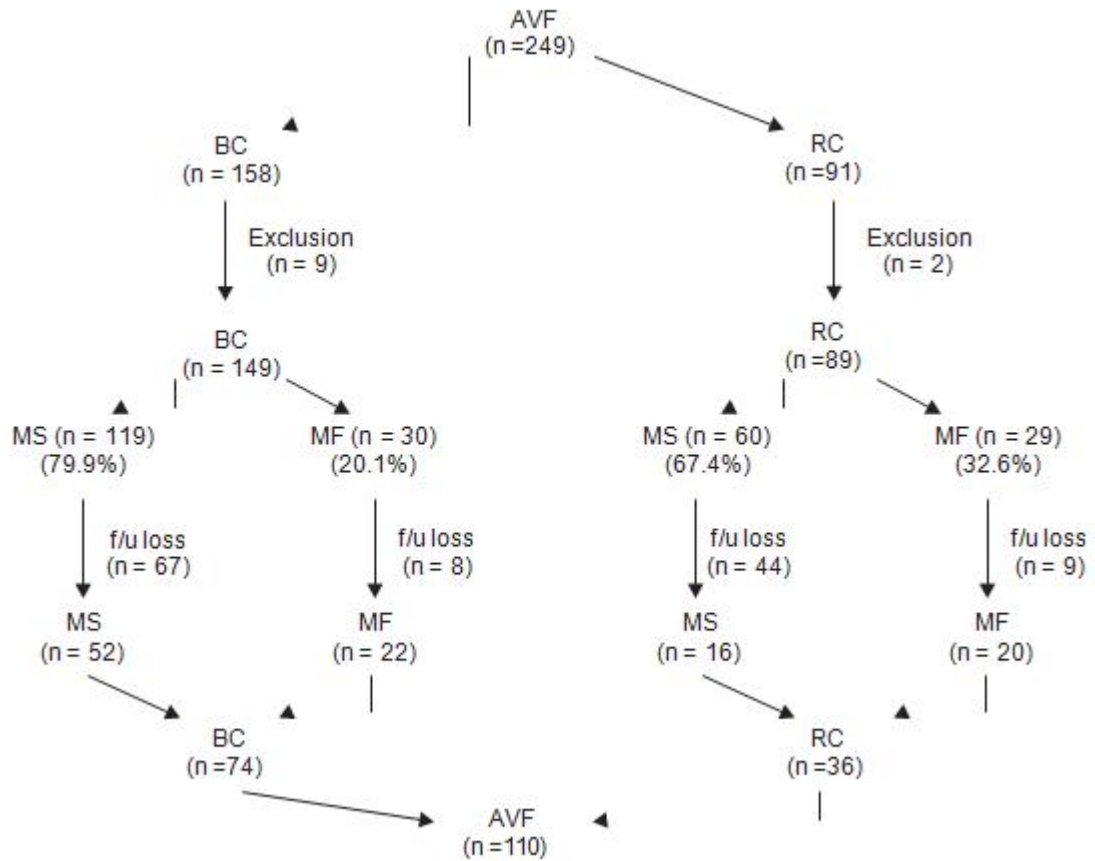 AVF
(n =249)
BC
(n = 158)
RC
(n=91)
Exclusion
(n = 9)
Exclusion
(n = 2)
BC
(n = 149)
RC
(n=89)
MS (n = 119)
(79.9%)
MF (n = 30)
(20.1%)
MS (n = 60)
(67.4%)
MF (n = 29)
(32.6%)
f/u loss
(n = 67)
f/u loss
(n = 8)
f/u loss
(n = 44)
f/u loss
(n = 9)
MS
(n = 52)
MF
(n = 22)
MS
(n = 16)
MF
(n = 20)
BC
(n =74)
RC
(n=36)
AVF
(n=110)